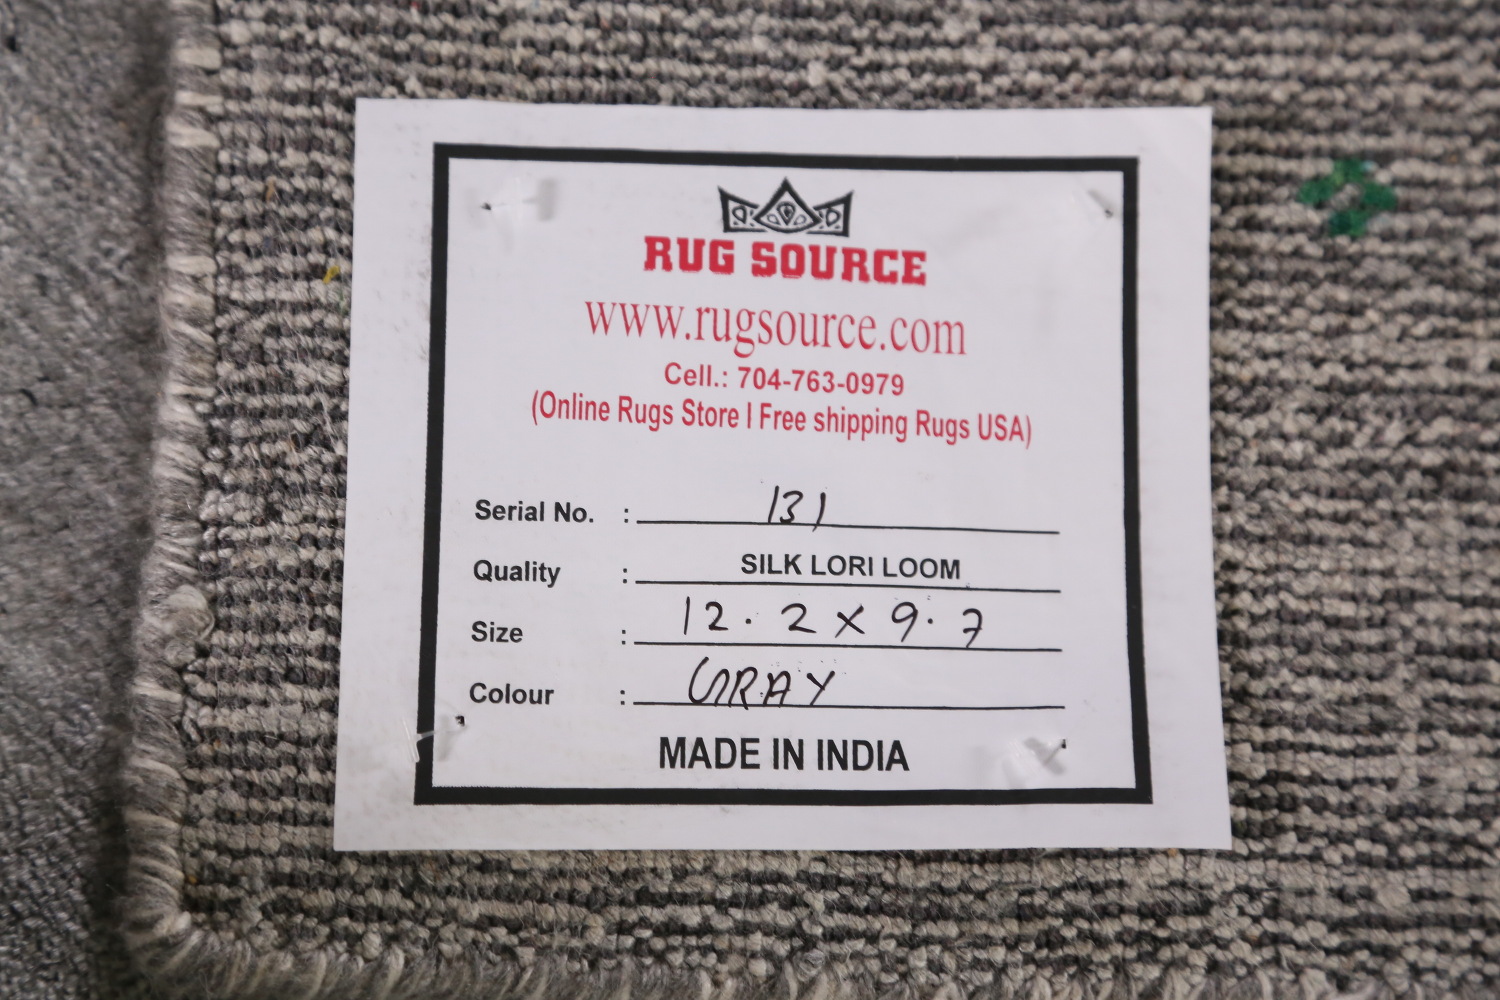 RUG SOURCE
www.rugsource.com
Cell.: 704-763-0979
(Online Rugs Store I Free shipping Rugs USA)
Serial No. : 131
Quality : SILK LORI LOOM
Size : 12.2 x 9.7
Colour : GRAY
MADE IN INDIA